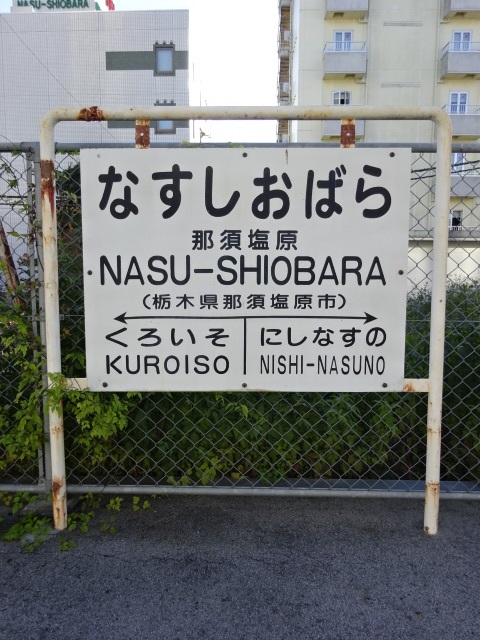 NASU-SHIOBARA
なすしおばら
那須塩原
NASU-SHIOBARA
(栃木県那須塩原市)
くろいそ
KUROISO
にしなすの
NISHI-NASUNO